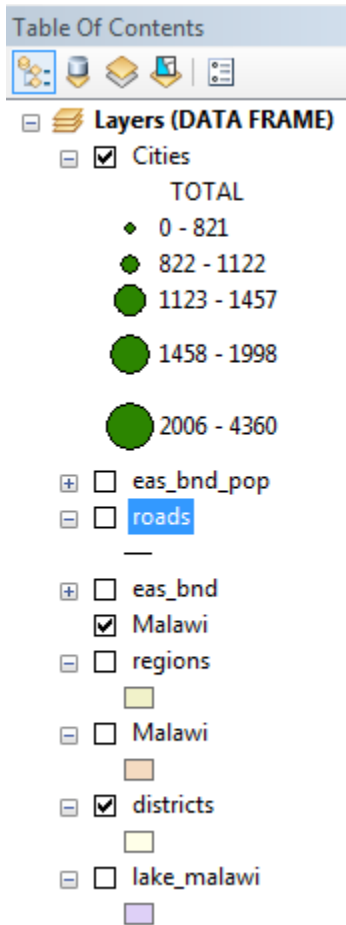 Table Of Contents
Layers (DATA FRAME)
Cities
TOTAL
0 - 821
822 - 1122
1123 - 1457
1458 - 1998
2006 - 4360
eas_bnd_pop
roads
eas_bnd
Malawi
regions
Malawi
districts
lake_malawi